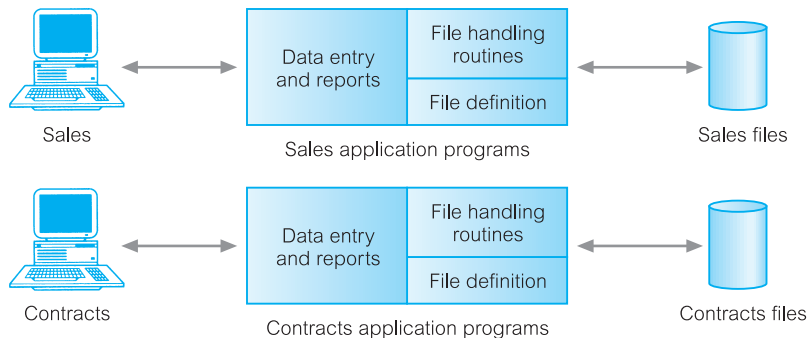 Data entry
and reports
File handling
routines
File definition
Sales
Sales application programs
Sales files
Data entry
and reports
File handling
routines
File definition
Contracts
Contracts application programs
Contracts files